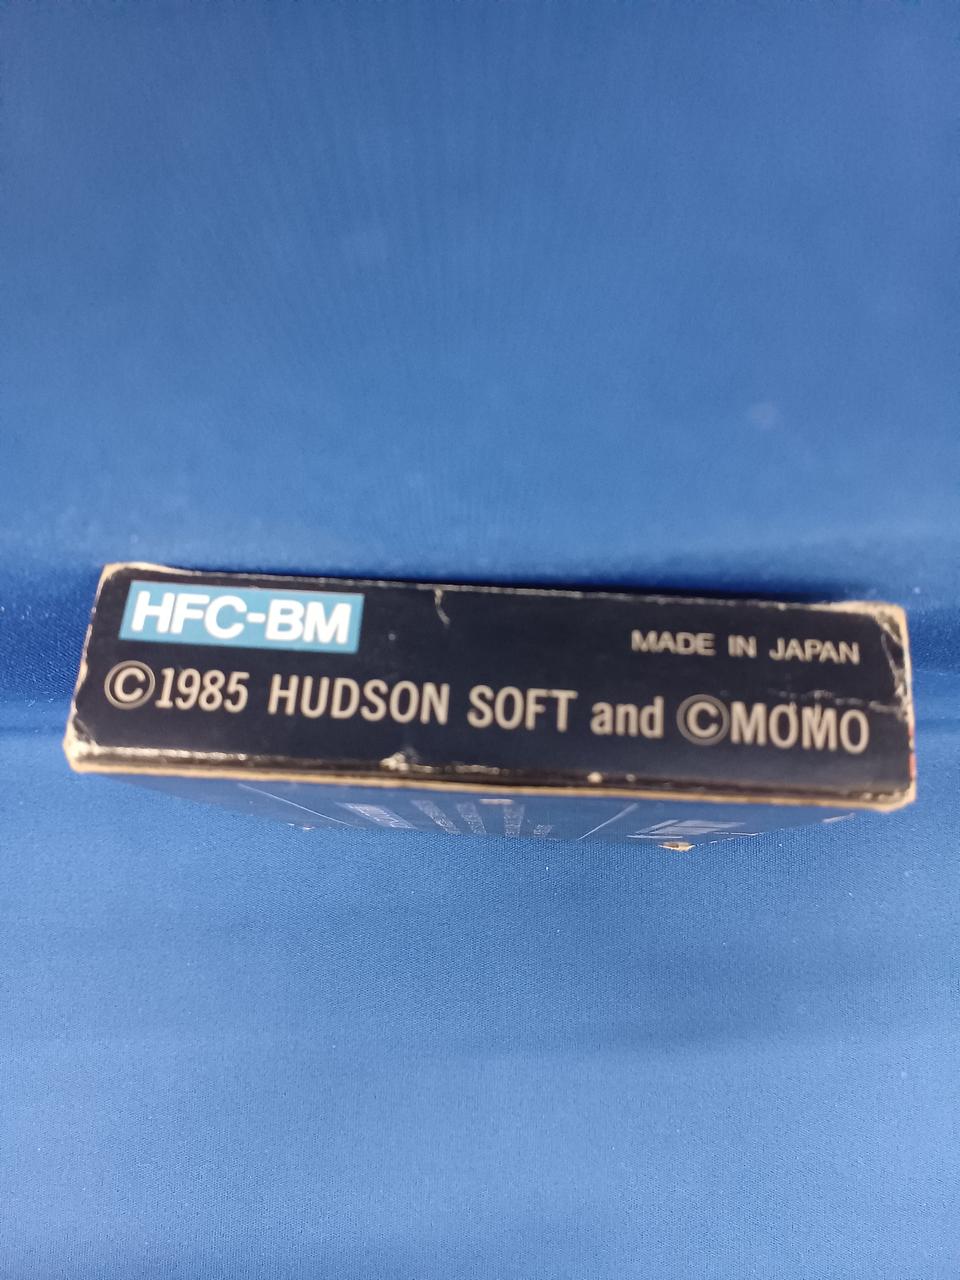 HFC-BM
MADE IN JAPAN
©1985 HUDSON SOFT and ©MOMO